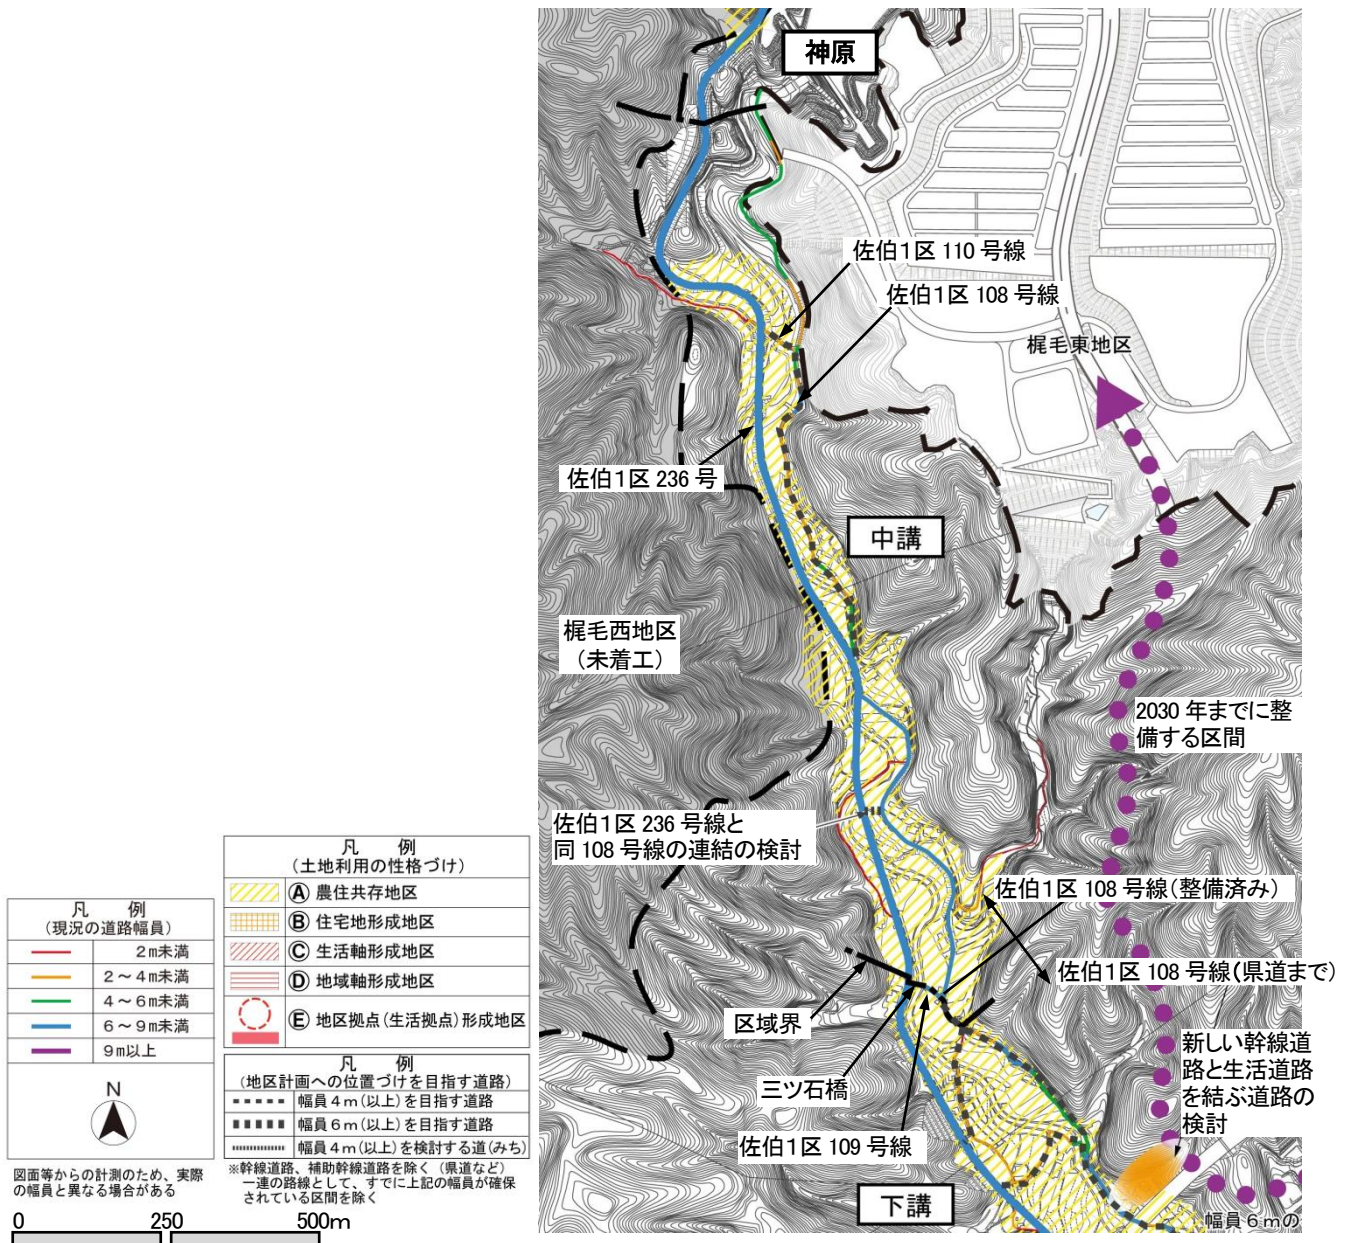 神原
佐伯1区 110 号線
佐伯1区 108 号線
梶毛東地区
佐伯1区 236 号
中講
梶毛西地区
（未着工）
2030 年までに整
備する区間
佐伯1区 236 号線と
同 108 号線の連結の検討
佐伯1区 108 号線（整備済み）
佐伯1区 108 号線（県道まで）
区域界
三ツ石橋
佐伯1区 109 号線
新しい幹線道
路と生活道路
を結ぶ道路の
検討
下講
幅員６ｍの
凡　例
（現況の道路幅員）
2ｍ未満
2～4ｍ未満
4～6ｍ未満
6～9ｍ未満
9ｍ以上
N
図面等からの計測のため、実際
の幅員と異なる場合がある
0 250 500m
凡　例
（土地利用の性格づけ）
Ⓐ 農住共存地区
Ⓑ 住宅地形成地区
Ⓒ 生活軸形成地区
Ⓓ 地域軸形成地区
Ⓔ 地区拠点（生活拠点）形成地区
凡　例
（地区計画への位置づけを目指す道路）
幅員４ｍ（以上）を目指す道路
幅員６ｍ（以上）を目指す道路
幅員４ｍ（以上）を検討する道（みち）
※幹線道路、補助幹線道路を除く（県道など）
一連の路線として、すでに上記の幅員が確保
されている区間を除く